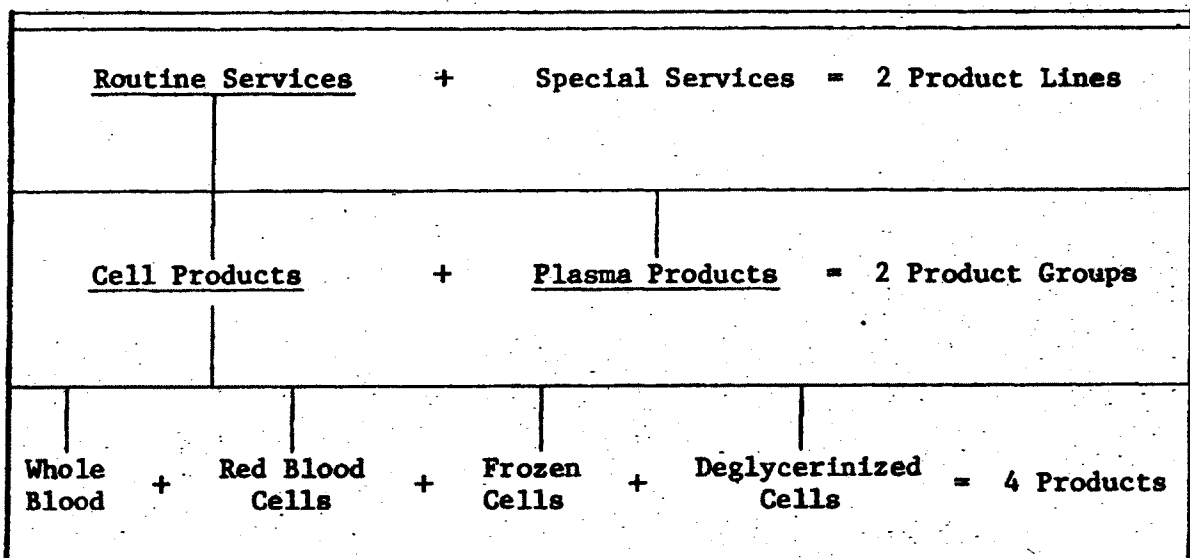 Routine Services + Special Services = 2 Product Lines
Cell Products + Plasma Products = 2 Product Groups
Whole Blood + Red Blood Cells + Frozen Cells + Deglycerinized Cells = 4 Products